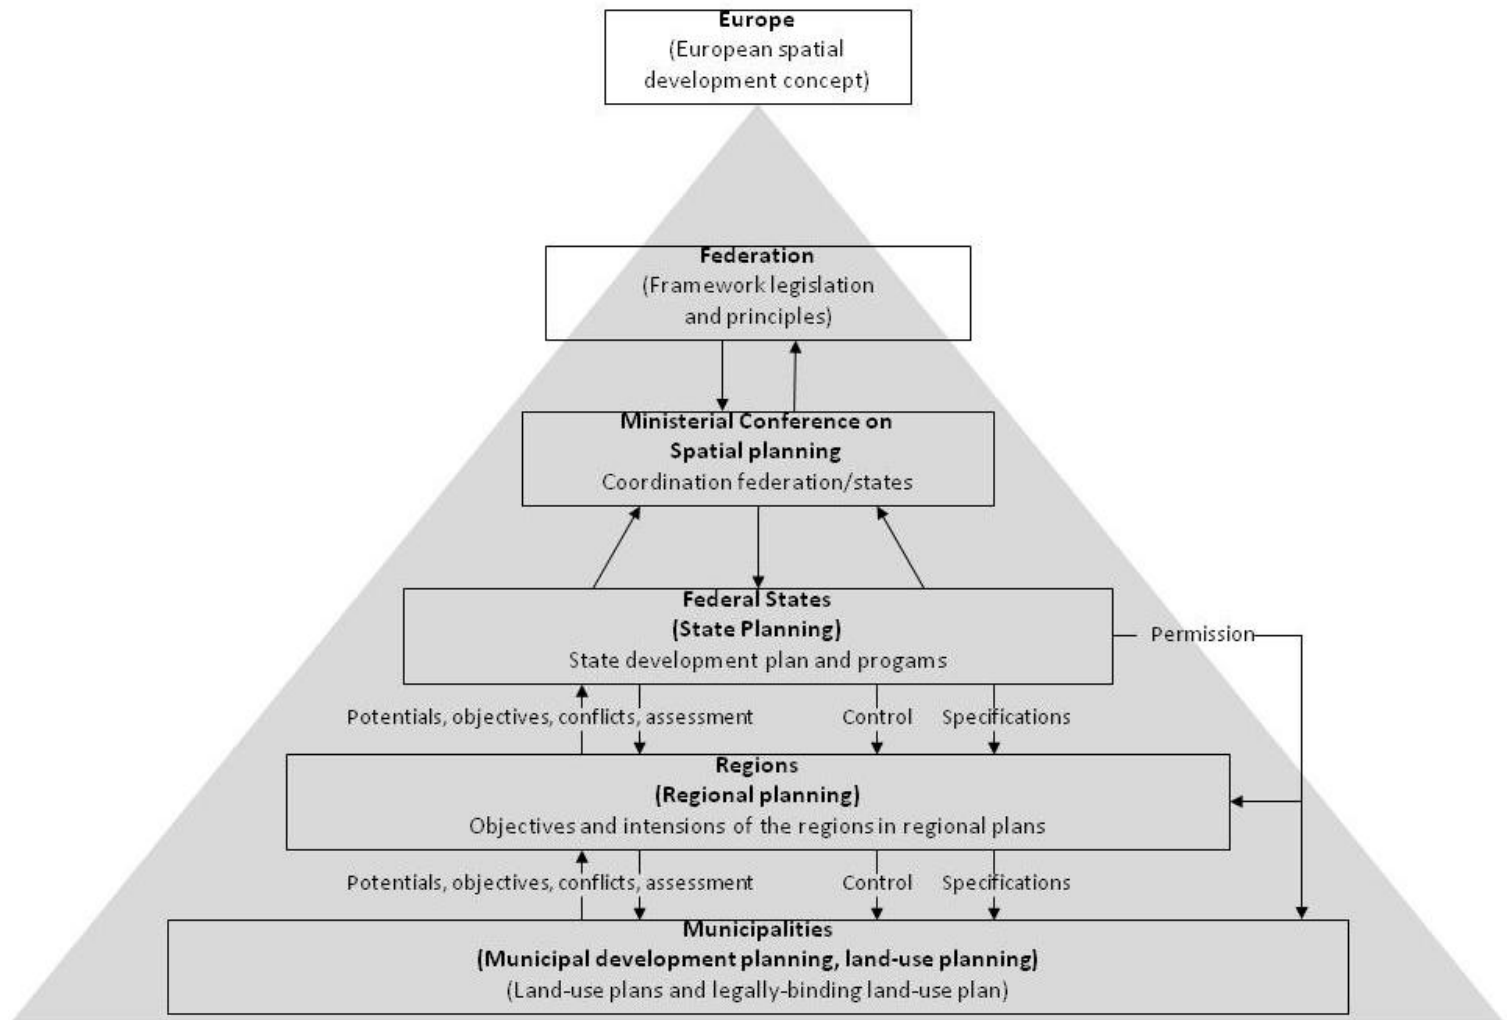 Europe
(European spatial
development concept)
Federation
(Framework legislation
and principles)
Ministerial Conference on
Spatial planning
Coordination federation/states
Federal States
(State Planning)
State development plan and progams
Permission
Potentials, objectives, conflicts, assessment Control Specifications
Regions
(Regional planning)
Objectives and intensions of the regions in regional plans
Potentials, objectives, conflicts, assessment Control Specifications
Municipalities
(Municipal development planning, land-use planning)
(Land-use plans and legally-binding land-use plan)